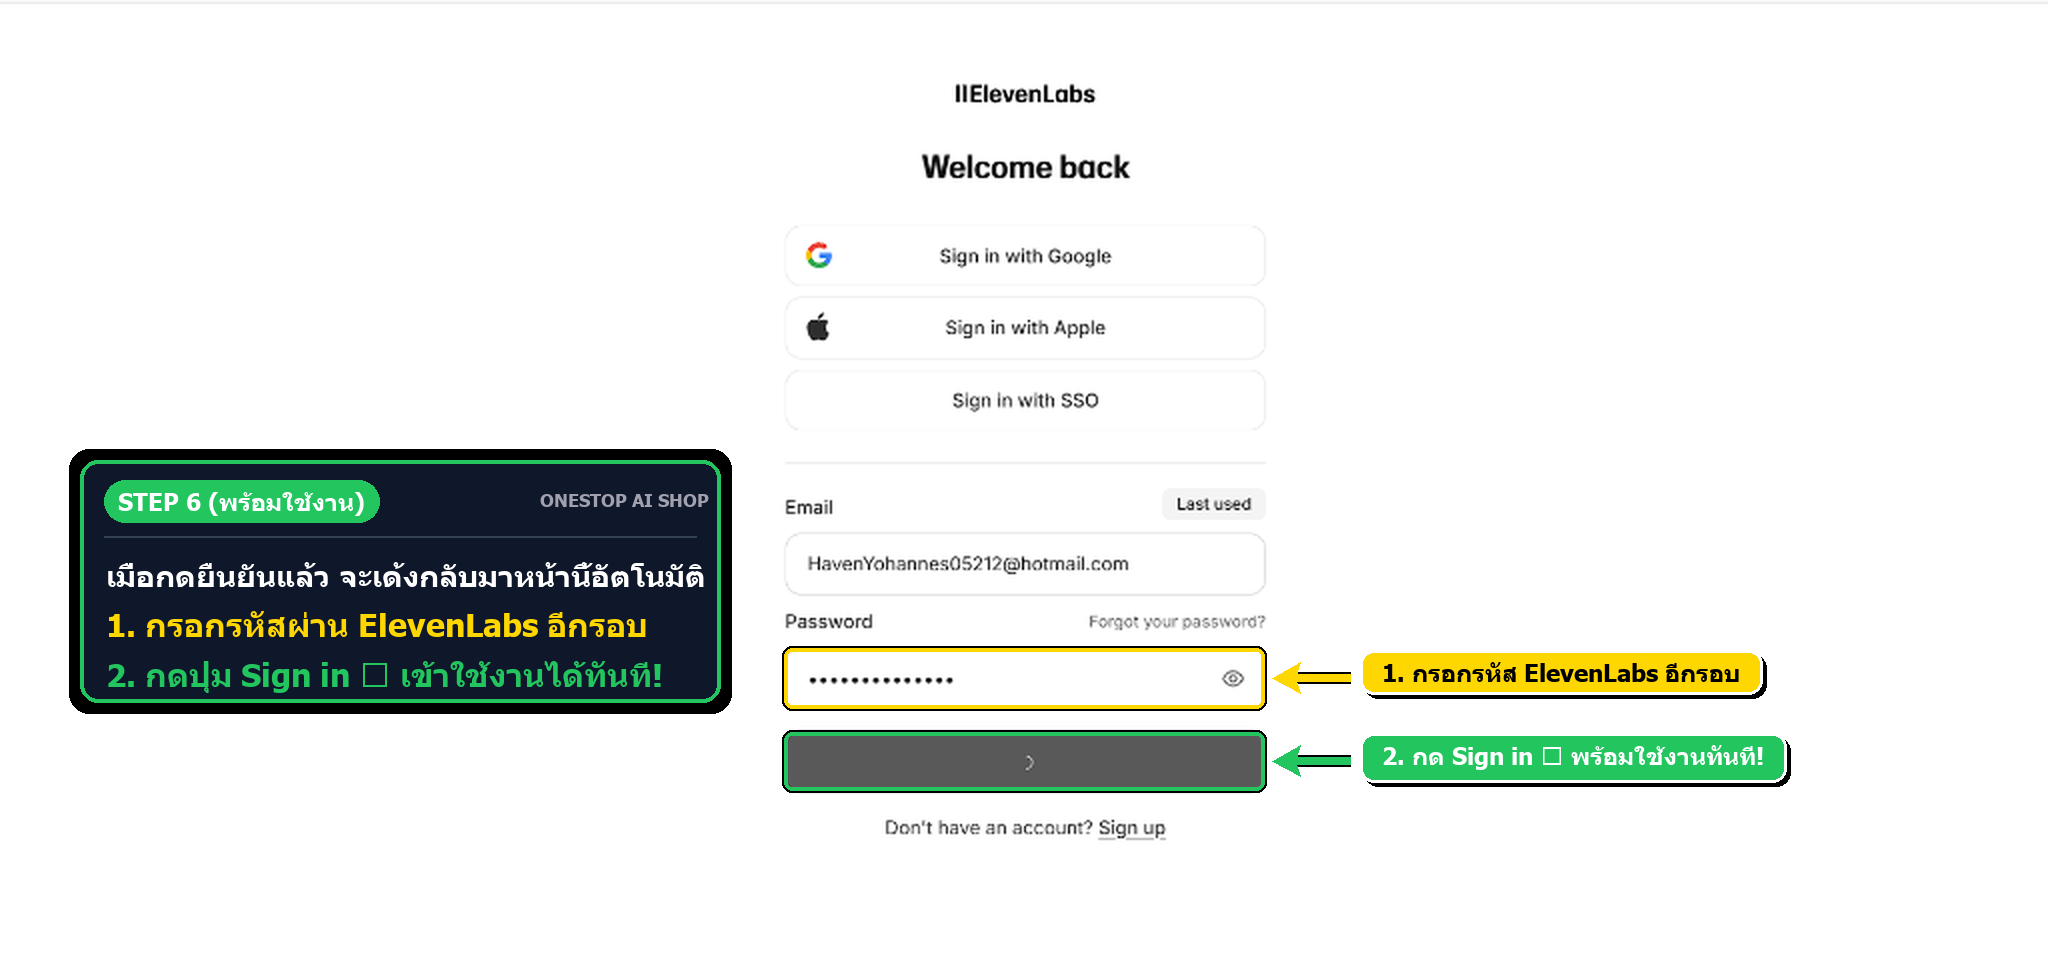 IIElevenLabs
Welcome back
Sign in with Google
Sign in with Apple
Sign in with SSO
STEP 6 (พร้อมใช้งาน)
ONESTOP AI SHOP
เมื่อกดยืนยันแล้ว จะเด้งกลับมาหน้านี้อัตโนมัติ
1. กรอกรหัสผ่าน ElevenLabs อีกรอบ
2. กดปุ่ม Sign in □ เข้าใช้งานได้ทันที!
Email
Last used
HavenYohannes05212@hotmail.com
Password
Forgot your password?
••••••••••••••
1. กรอกรหัส ElevenLabs อีกรอบ
2. กด Sign in □ พร้อมใช้งานทันที!
Don't have an account? Sign up